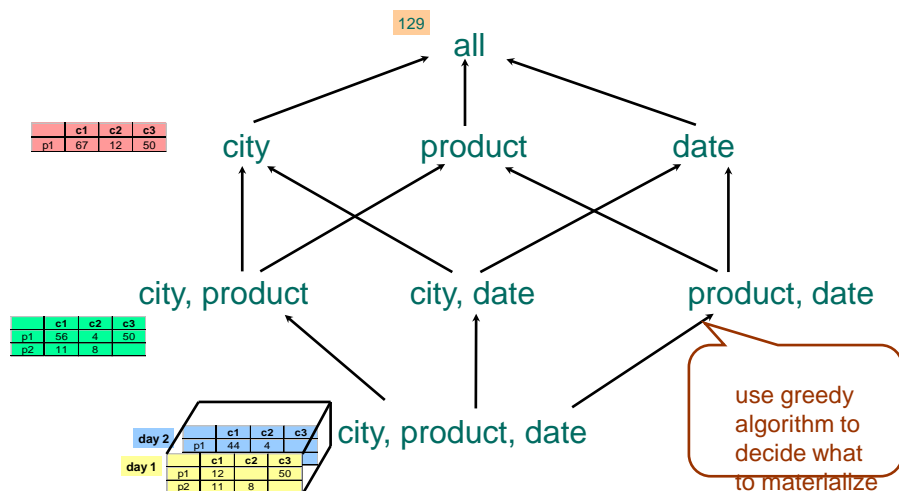 129
all
c1 c2 c3
p1 67 12 50
city product date
city, product city, date product, date
c1 c2 c3
p1 56 4 50
p2 11 8
use greedy
algorithm to
decide what
to materialize
city, product, date
day 2
c1 c2 c3
p1 44 4
day 1
c1 c2 c3
p1 12 50
p2 11 8